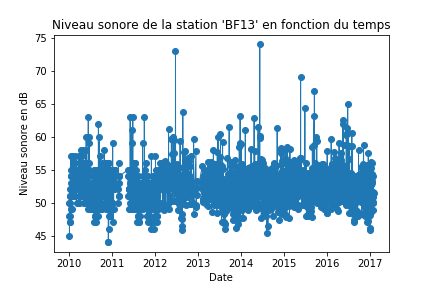 Niveau sonore de la station 'BF13' en fonction du temps
75
70
65
60
55
50
45
Niveau sonore en dB
2010 2011 2012 2013 2014 2015 2016 2017
Date